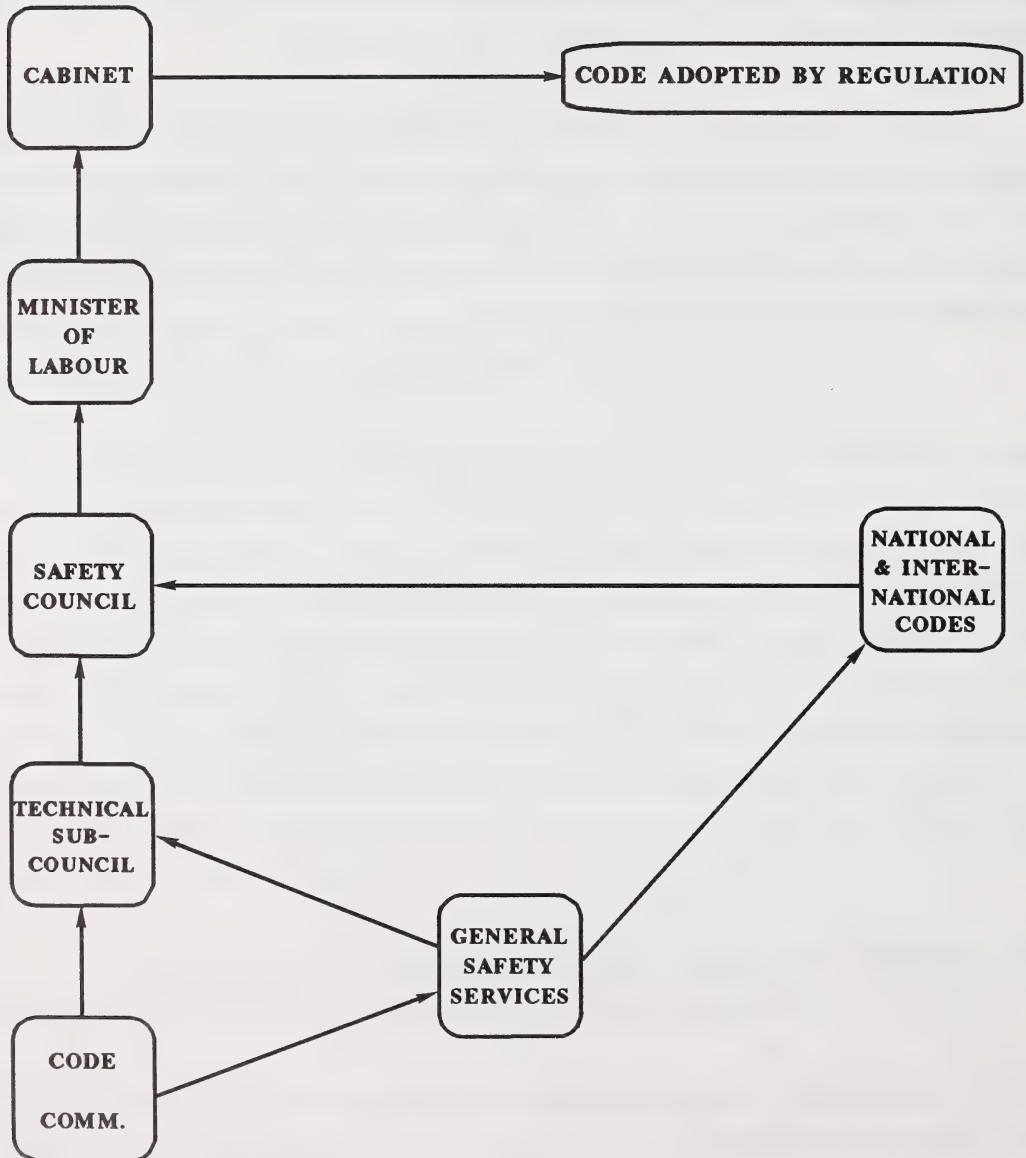 CABINET
CODE ADOPTED BY REGULATION
MINISTER
OF
LABOUR
SAFETY
COUNCIL
NATIONAL
& INTER-
NATIONAL
CODES
TECHNICAL
SUB-
COUNCIL
GENERAL
SAFETY
SERVICES
CODE
COMM.